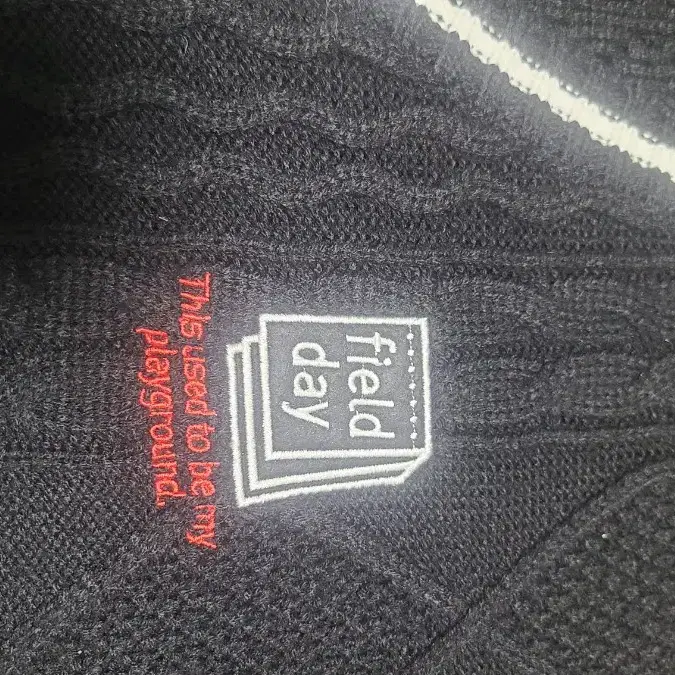 field
day
This used to be my
playground.